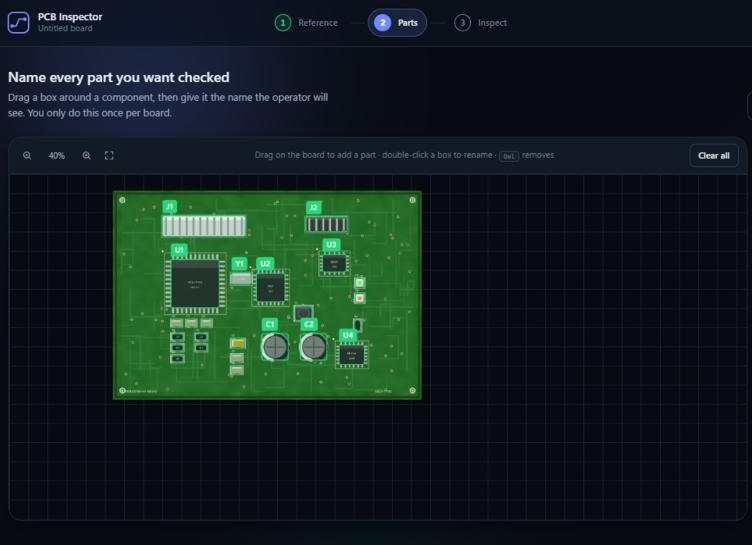 PCB Inspector
Untitled board
1 Reference
2 Parts
3 Inspect
Name every part you want checked
Drag a box around a component, then give it the name the operator will
see. You only do this once per board.
40%
Drag on the board to add a part · double-click a box to rename · Del removes
Clear all
J1
J2
U1
Y1
U2
U3
C1
C2
U4